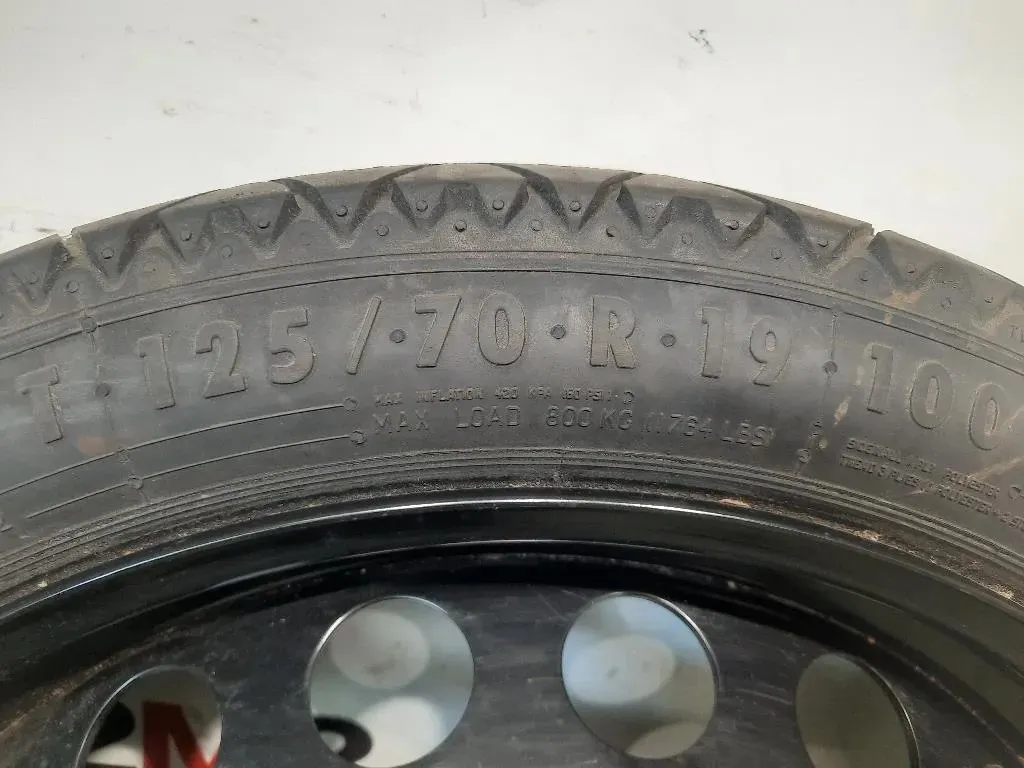 T 125/70 R 19 100
MAX INFLATION 420 KPA (60 PSI)
MAX LOAD 800 KG (1764 LBS)